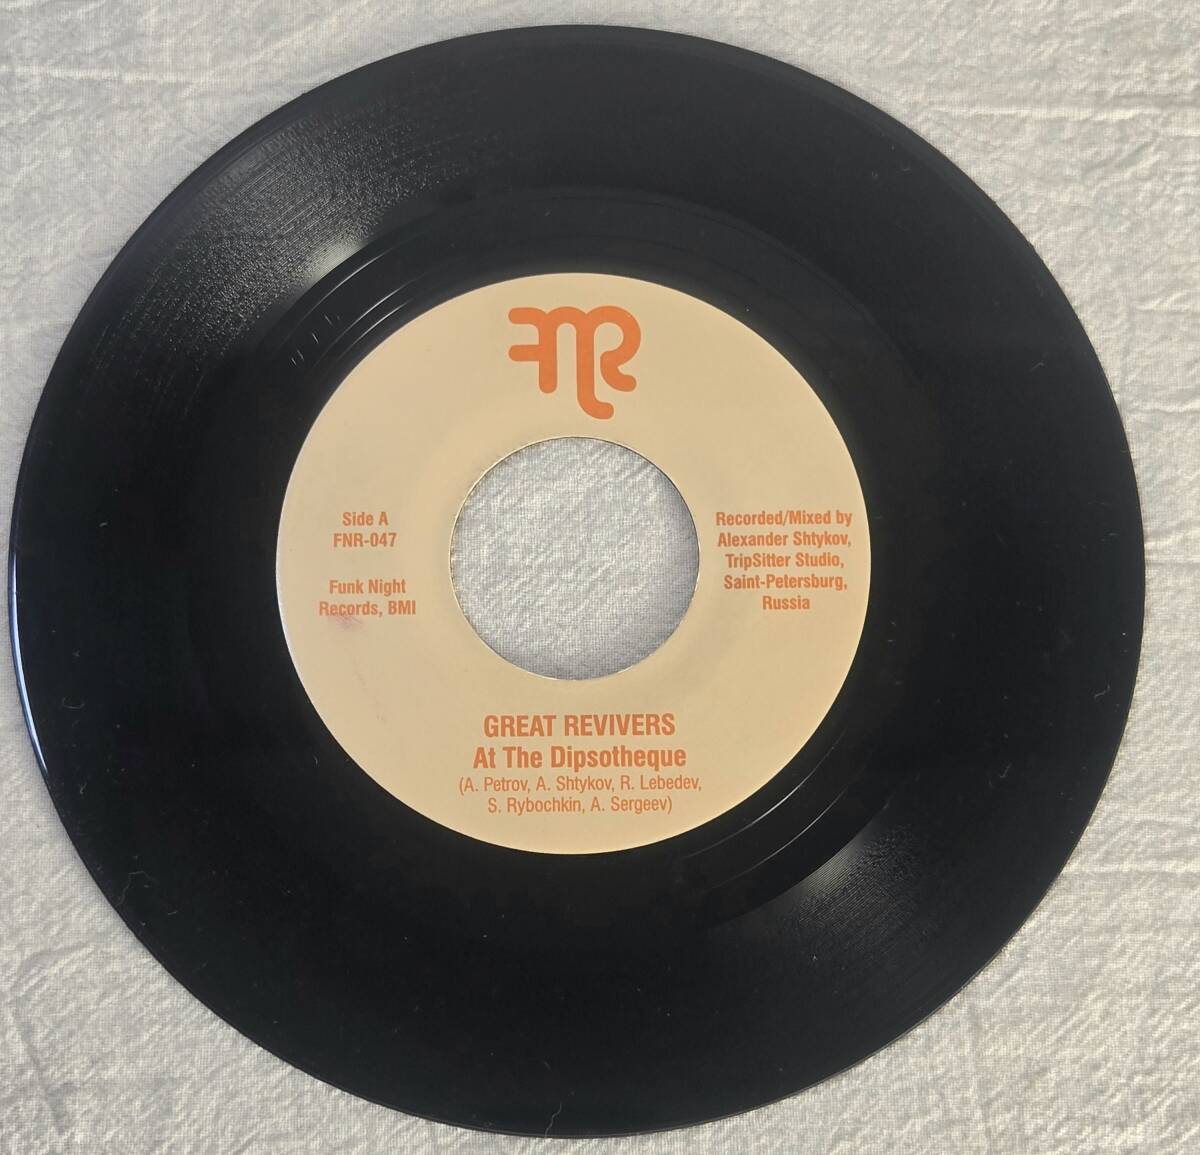 FNR
Side A
FNR-047
Funk Night
Records, BMI
Recorded/Mixed by
Alexander Shtykov,
TripSitter Studio,
Saint-Petersburg,
Russia
GREAT REVIVERS
At The Dipsotheque
(A. Petrov, A. Shtykov, R. Lebedev,
S. Rybochkin, A. Sergeev)